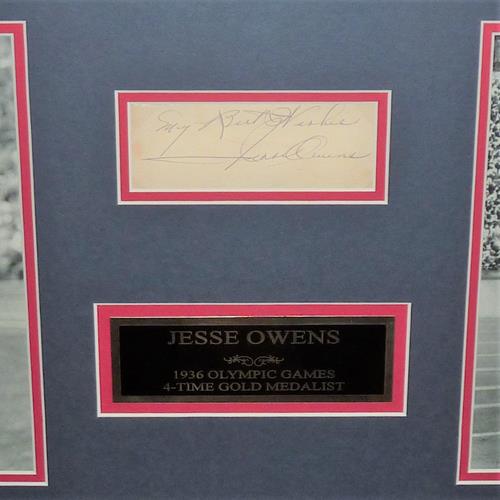 My Best Wishes
Jesse Owens
JESSE OWENS
1936 OLYMPIC GAMES
4-TIME GOLD MEDALIST